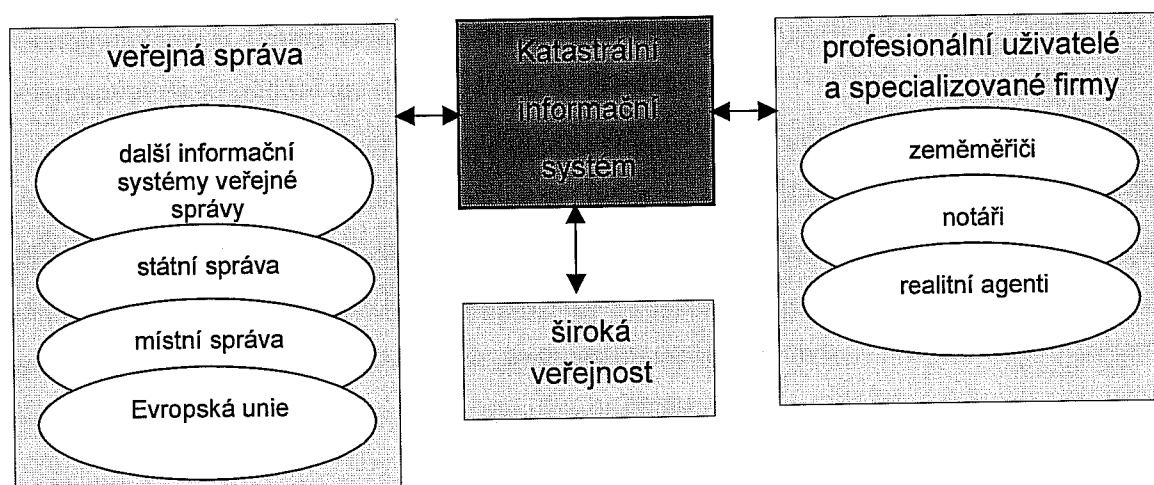 veřejná správa
další informační
systémy veřejné
správy
státní správa
místní správa
Evropská unie
Katastrální
informační
systém
široká
veřejnost
profesionální uživatelé
a specializované firmy
zeměměřiči
notáři
realitní agenti